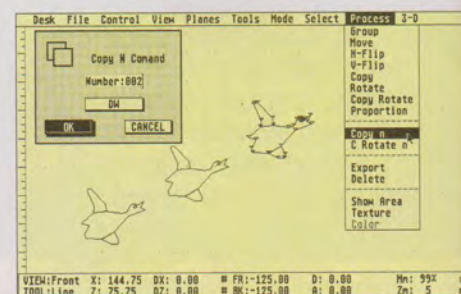 Desk File Control View Planes Tools Mode Select Process 3-D
Copy N Comand
Number:002
DW
OK CANCEL
Group
Move
H-Flip
V-Flip
Copy
Rotate
Copy Rotate
Proportion
Copy n
C Rotate n
Export
Delete
Show Area
Texture
Color
VIEW:Front X: 144.75 DX: 0.00 FR:-125.00 D: 0.00 Mn: 99%
TOOL:Line Z: 75.75 DZ: 0.00 BK:-125.00 A: 0.00 Zm: 5